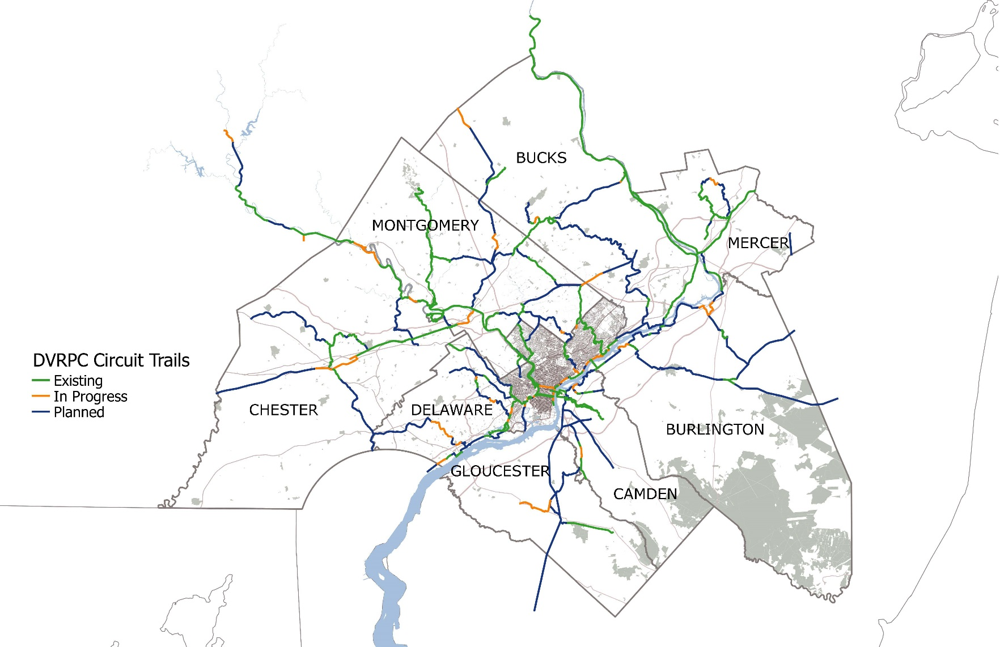 BUCKS
MONTGOMERY
MERCER
DVRPC Circuit Trails
Existing
In Progress
Planned
CHESTER
DELAWARE
BURLINGTON
GLOUCESTER
CAMDEN